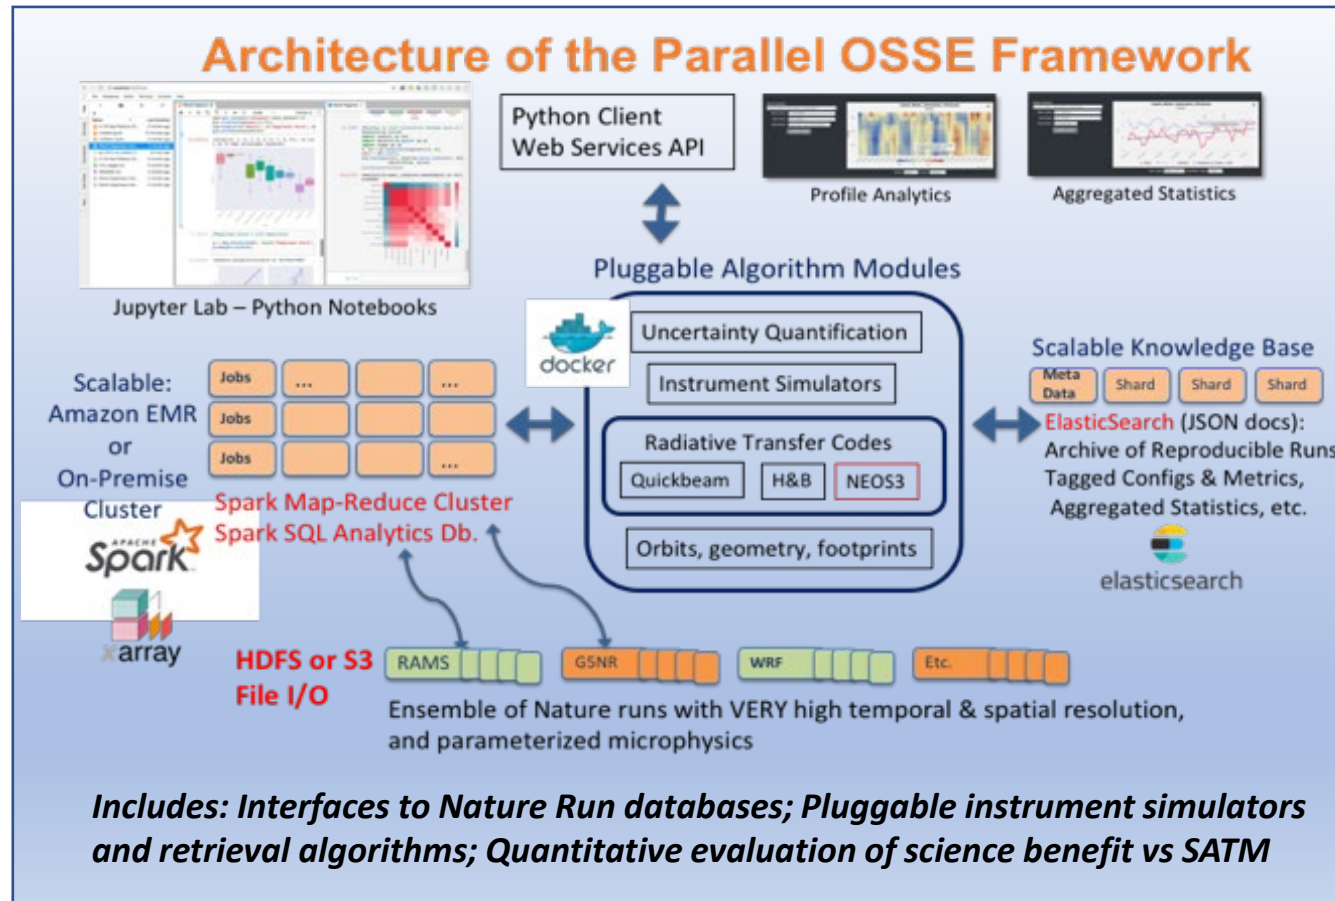 Architecture of the Parallel OSSE Framework
Python Client
Web Services API
Profile Analytics
Aggregated Statistics
Jupyter Lab – Python Notebooks
Pluggable Algorithm Modules
docker
Uncertainty Quantification
Instrument Simulators
Radiative Transfer Codes
Quickbeam
H&B
NEOS3
Orbits, geometry, footprints
Scalable:
Amazon EMR
or
On-Premise
Cluster
Jobs
...
...
Jobs
Jobs
...
Spark Map-Reduce Cluster
Spark SQL Analytics Db.
APACHE
Spark
xarray
Scalable Knowledge Base
Meta
Data
Shard
Shard
Shard
ElasticSearch (JSON docs):
Archive of Reproducible Runs
Tagged Configs & Metrics,
Aggregated Statistics, etc.
elasticsearch
HDFS or S3
File I/O
RAMS
G5NR
WRF
Etc.
Ensemble of Nature runs with VERY high temporal & spatial resolution,
and parameterized microphysics
Includes: Interfaces to Nature Run databases; Pluggable instrument simulators
and retrieval algorithms; Quantitative evaluation of science benefit vs SATM